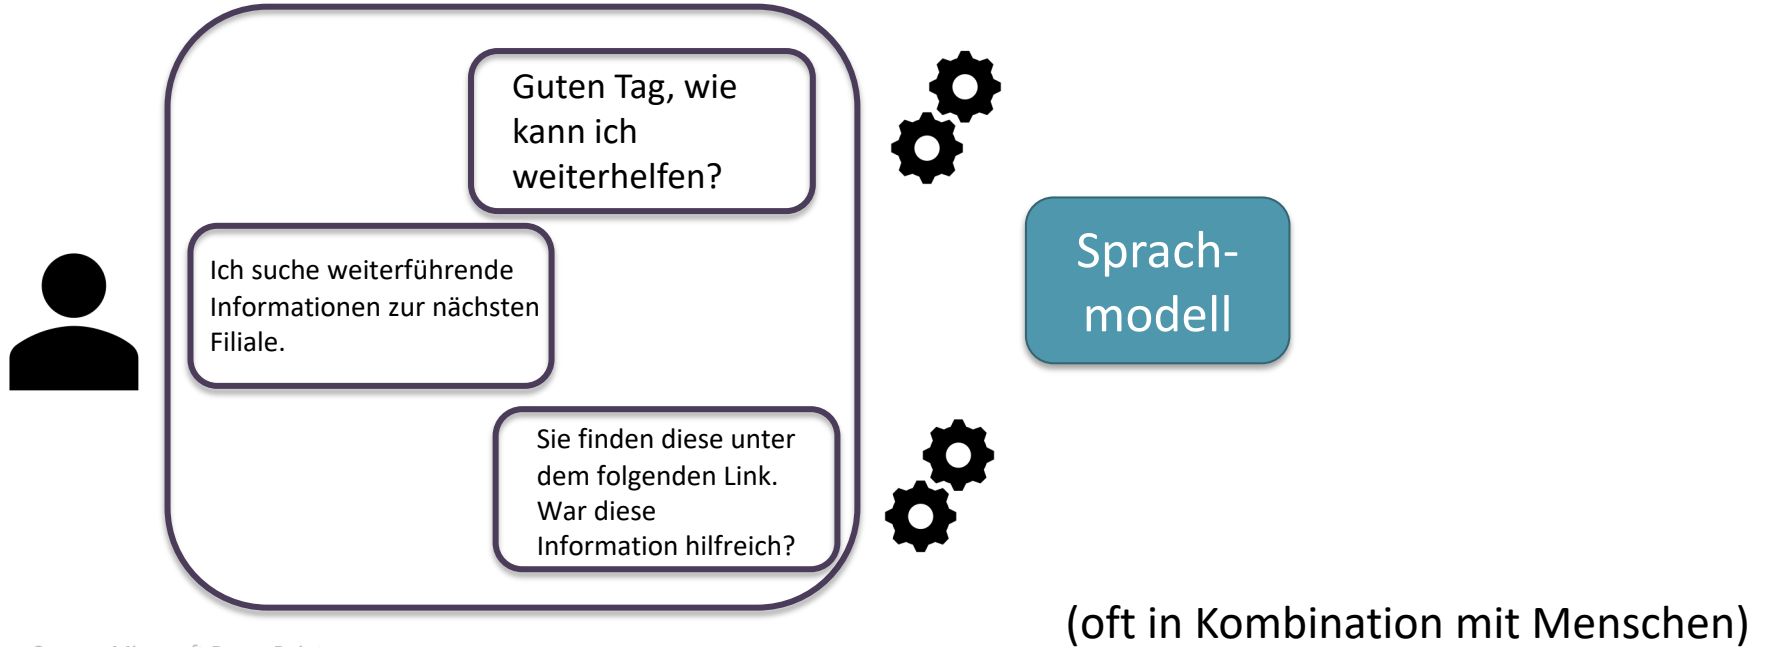 Guten Tag, wie
kann ich
weiterhelfen?
Ich suche weiterführende
Informationen zur nächsten
Filiale.
Sprach-
modell
Sie finden diese unter
dem folgenden Link.
War diese
Information hilfreich?
(oft in Kombination mit Menschen)